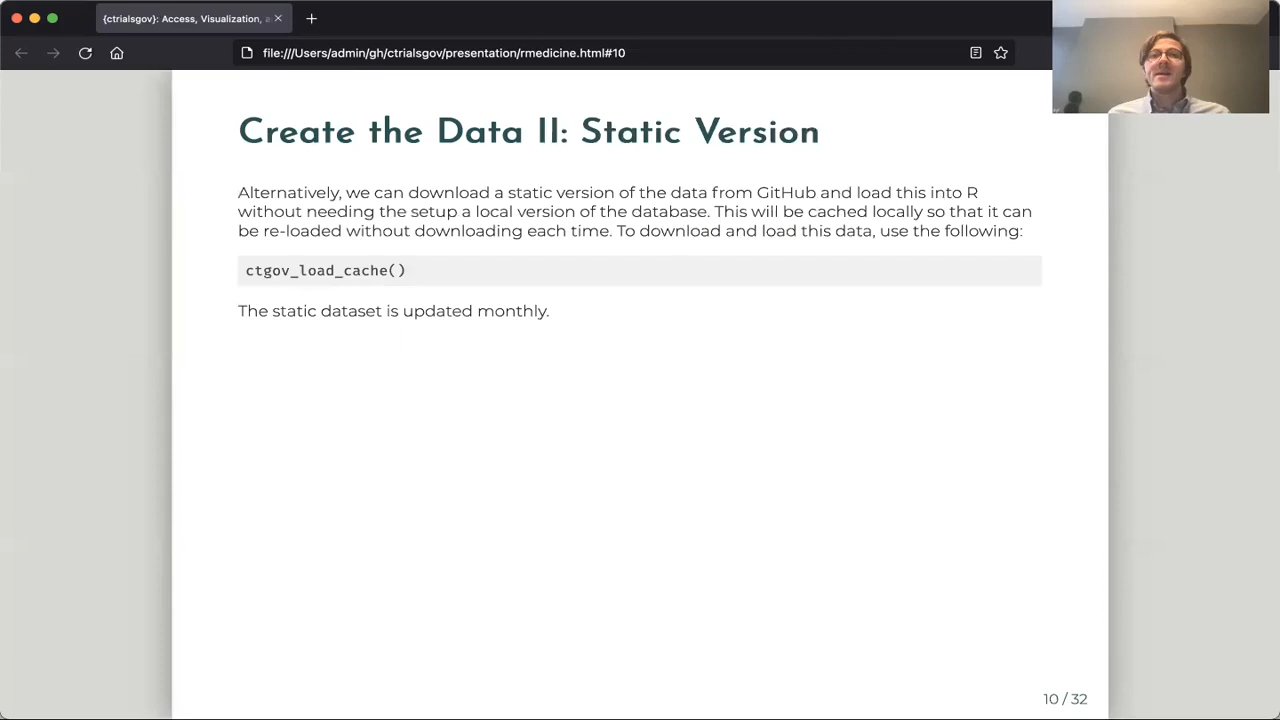 {ctrialsgov}: Access, Visualization, a
file:///Users/admin/gh/ctrialsgov/presentation/rmedicine.html#10
Create the Data II: Static Version
Alternatively, we can download a static version of the data from GitHub and load this into R
without needing the setup a local version of the database. This will be cached locally so that it can
be re-loaded without downloading each time. To download and load this data, use the following:
ctgov_load_cache()
The static dataset is updated monthly.
10 / 32